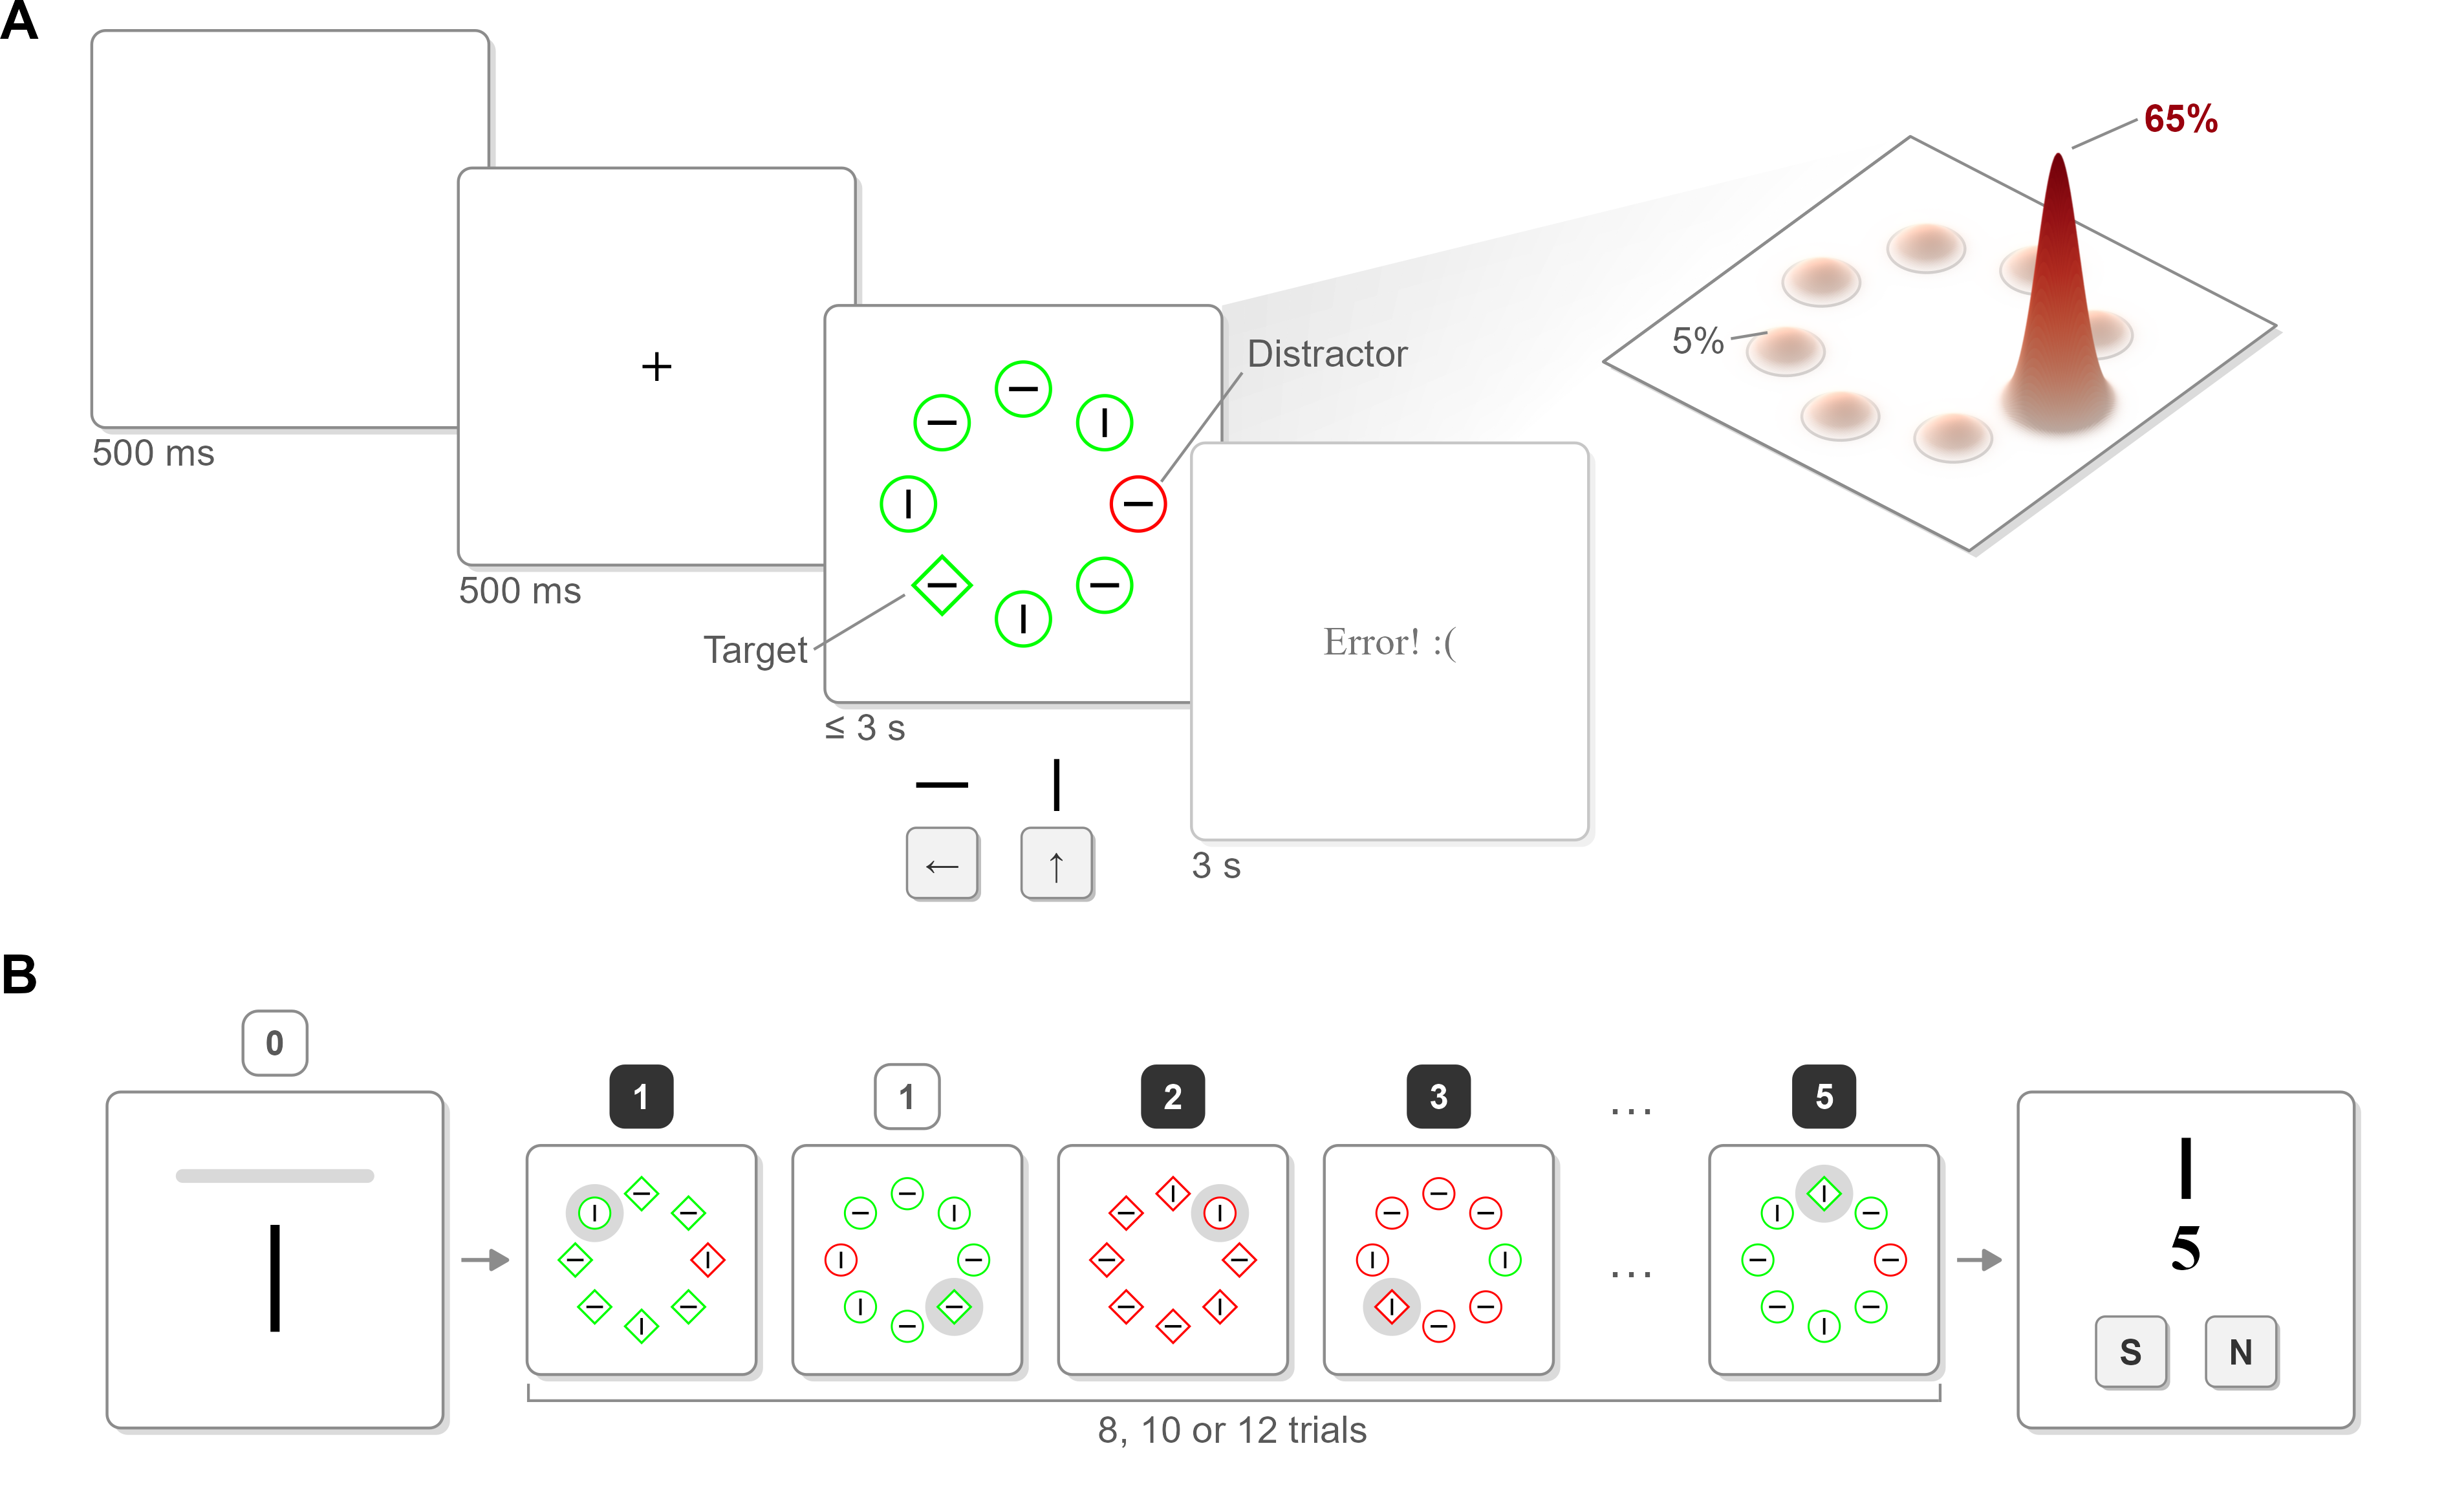 A
65%
5%
Distractor
500 ms
+
500 ms
Target
Error! :(
≤ 3 s
← ↑
3 s
B
0
1 1 2 3 ... 5
...
5
S N
8, 10 or 12 trials